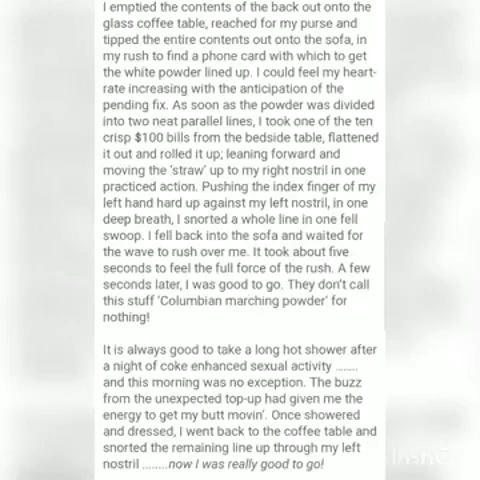 I emptied the contents of the back out onto the
glass coffee table, reached for my purse and
tipped the entire contents out onto the sofa, in
my rush to find a phone card with which to get
the white powder lined up. I could feel my heart-
rate increasing with the anticipation of the
pending fix. As soon as the powder was divided
into two neat parallel lines, I took one of the ten
crisp $100 bills from the bedside table, flattened
it out and rolled it up; leaning forward and
moving the 'straw' up to my right nostril in one
practiced action. Pushing the index finger of my
left hand hard up against my left nostril, in one
deep breath, I snorted a whole line in one fell
swoop. I fell back into the sofa and waited for
the wave to rush over me. It took about five
seconds to feel the full force of the rush. A few
seconds later, I was good to go. They don't call
this stuff 'Columbian marching powder' for
nothing!
It is always good to take a long hot shower after
a night of coke enhanced sexual activity ........
and this morning was no exception. The buzz
from the unexpected top-up had given me the
energy to get my butt movin'. Once showered
and dressed, I went back to the coffee table and
snorted the remaining line up through my left
nostril .........now I was really good to go!